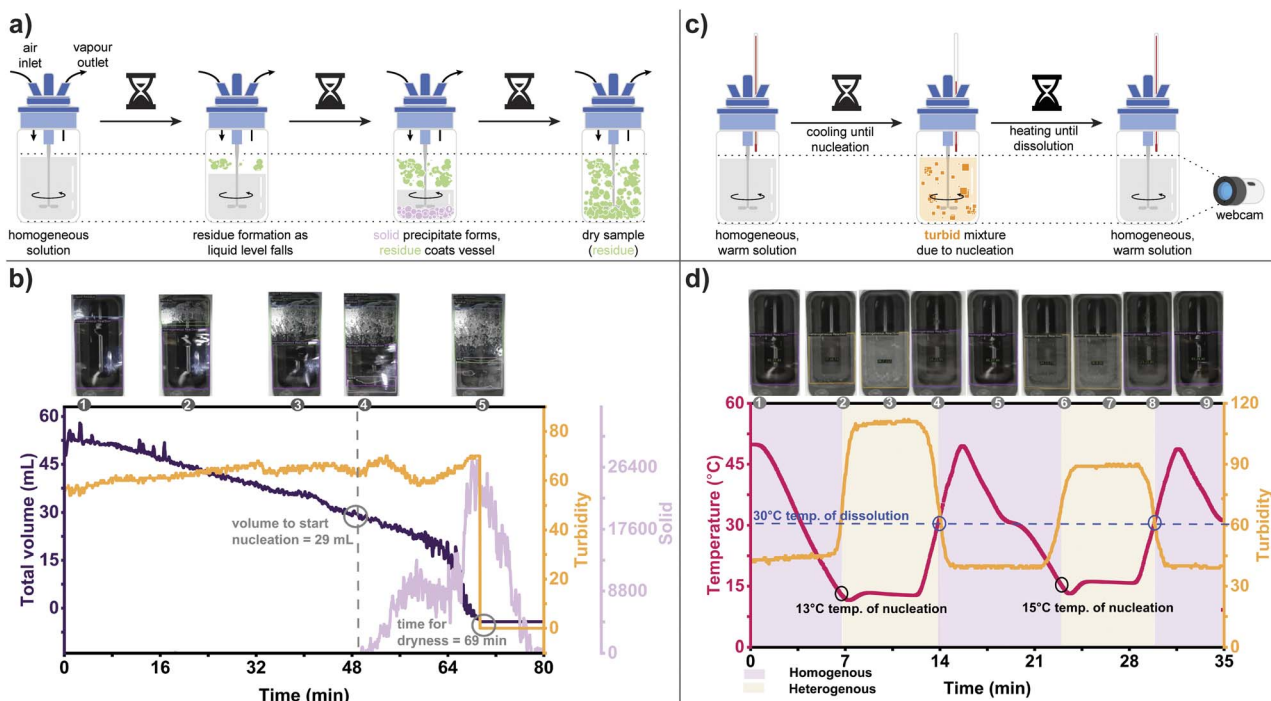 a)
air
inlet
vapour
outlet
homogeneous
solution
residue formation as
liquid level falls
solid precipitate forms,
residue coats vessel
dry sample
(residue)
c)
cooling until
nucleation
heating until
dissolution
webcam
homogeneous,
warm solution
turbid mixture
due to nucleation
homogeneous,
warm solution
b)
1
2
3
4
5
Total volume (mL)
60
45
30
15
0
volume to start
nucleation = 29 mL
time for
dryness = 69 min
80
60
40
20
0
Turbidity
26400
17600
8800
0
Solid
0
16
32
48
64
80
Time (min)
d)
1
2
3
4
5
6
7
8
9
Temperature (°C)
60
45
30
15
0
30°C temp. of dissolution
13°C temp. of nucleation
15°C temp. of nucleation
120
90
60
30
0
Turbidity
0
7
14
21
28
35
Time (min)
Homogenous
Heterogenous